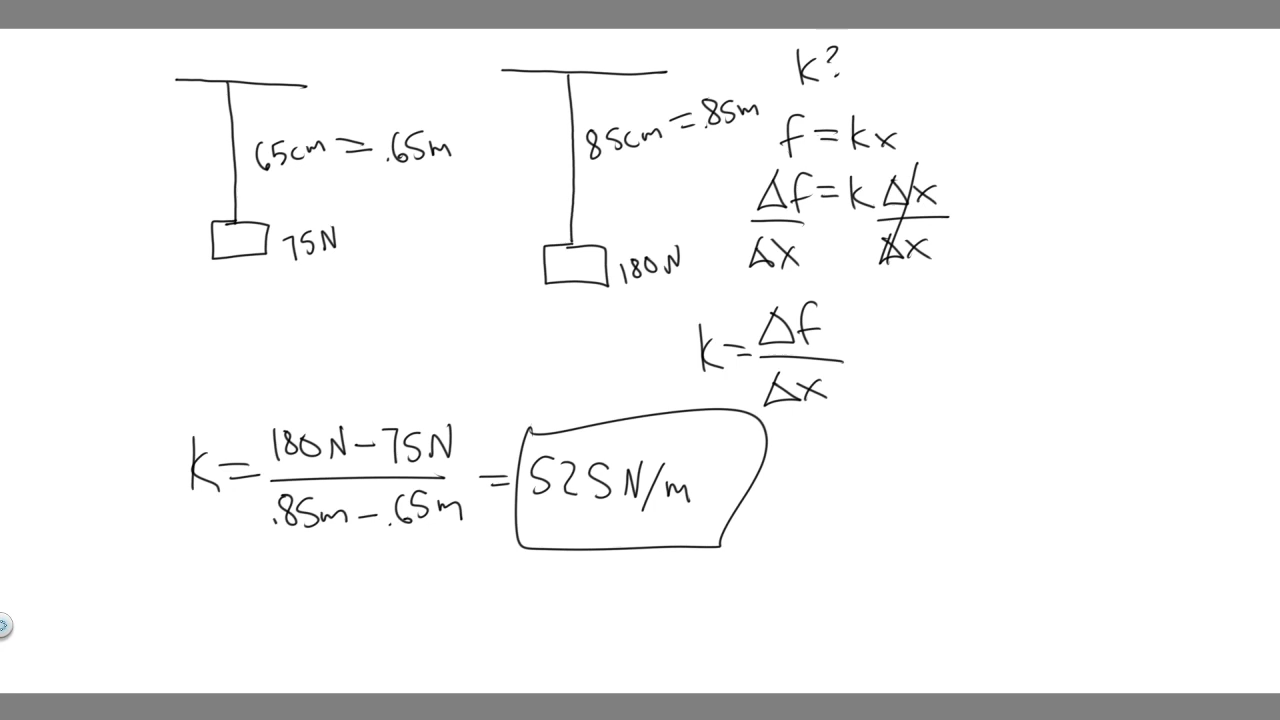 65cm = .65m
75N
85cm = .85m
180N
k?
f = kx
Δf = k Δx
Δx Δx
k = Δf
Δx
k = 180N - 75N = 525 N/m
.85m - .65m